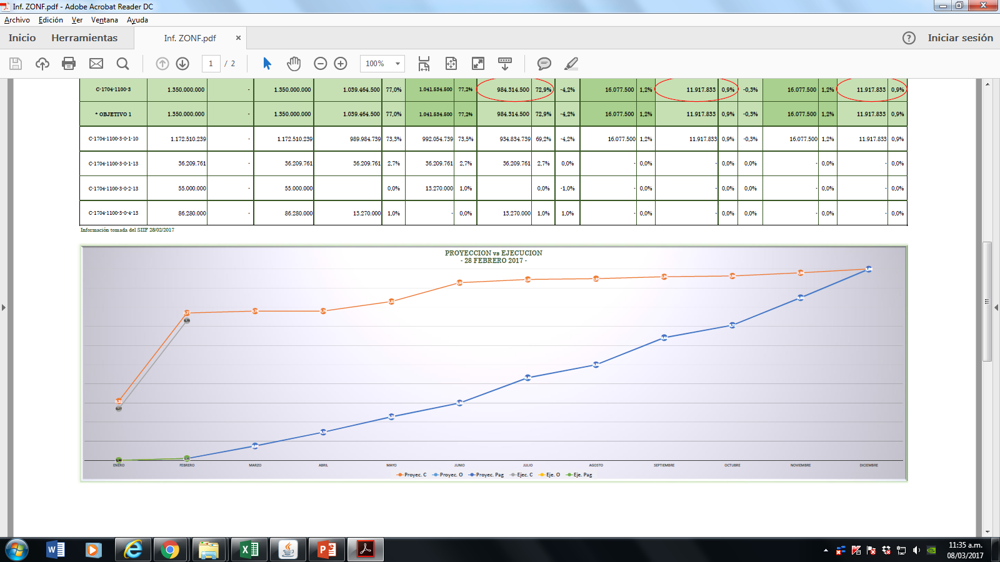 Inf. ZONF.pdf - Adobe Acrobat Reader DC
Archivo Edición Ver Ventana Ayuda
Inicio Herramientas Inf. ZONF.pdf × ? Iniciar sesión
1 / 2 100%
C-1704-1100-3 1.350.000.000 - 1.350.000.000 1.039.464.500 77,0% 1.041.534.500 77,2% 984.314.500 72,9% -4,2% 16.077.500 1,2% 11.917.833 0,9% -0,3% 16.077.500 1,2% 11.917.833 0,9%
* OBJETIVO 1 1.350.000.000 - 1.350.000.000 1.039.464.500 77,0% 1.041.534.500 77,2% 984.314.500 72,9% -4,2% 16.077.500 1,2% 11.917.833 0,9% -0,3% 16.077.500 1,2% 11.917.833 0,9%
C-1704-1100-3-0-1-10 1.172.510.239 - 1.172.510.239 989.984.739 73,3% 992.054.739 73,5% 934.834.739 69,2% -4,2% 16.077.500 1,2% 11.917.833 0,9% -0,3% 16.077.500 1,2% 11.917.833 0,9%
C-1704-1100-3-0-1-13 36.209.761 - 36.209.761 36.209.761 2,7% 36.209.761 2,7% 36.209.761 2,7% 0,0% - 0,0% - 0,0% 0,0% - 0,0% - 0,0%
C-1704-1100-3-0-2-13 55.000.000 - 55.000.000 0,0% 13.270.000 1,0% 0,0% -1,0% - 0,0% - 0,0% 0,0% - 0,0% - 0,0%
C-1704-1100-3-0-4-13 86.280.000 - 86.280.000 13.270.000 1,0% - 0,0% 13.270.000 1,0% 1,0% - 0,0% - 0,0% 0,0% - 0,0% - 0,0%
Información tomada del SIIF 28/02/2017
PROYECCION vs EJECUCION
- 28 FEBRERO 2017 -
ENERO FEBRERO MARZO ABRIL MAYO JUNIO JULIO AGOSTO SEPTIEMBRE OCTUBRE NOVIEMBRE DICIEMBRE
Proyec. C Proyec. O Proyec. Pag Ejec. C Eje. O Eje. Pag
11:35 a.m.
08/03/2017